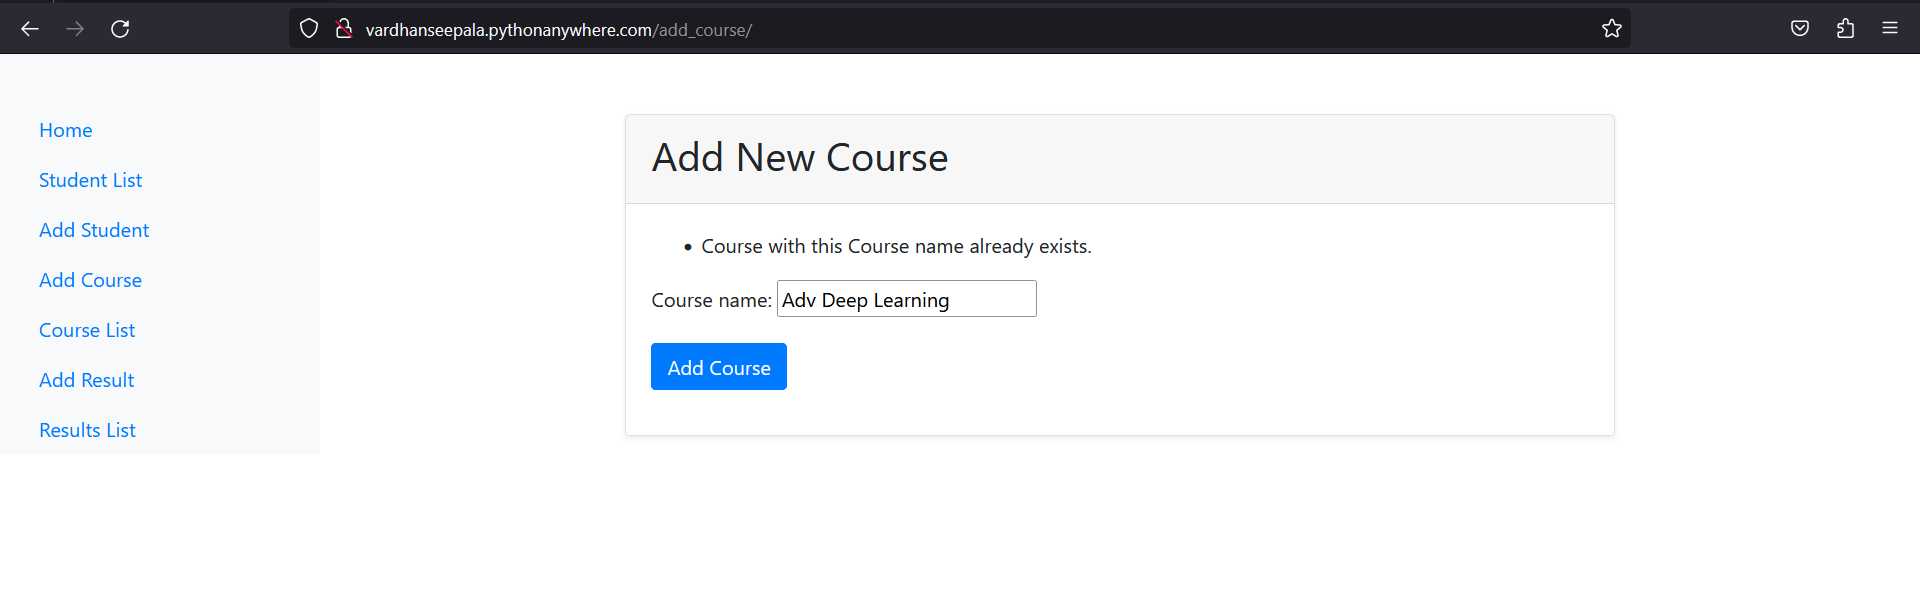 vardhanseepala.pythonanywhere.com/add_course/
Home
Student List
Add Student
Add Course
Course List
Add Result
Results List
Add New Course
Course with this Course name already exists.
Course name: Adv Deep Learning
Add Course